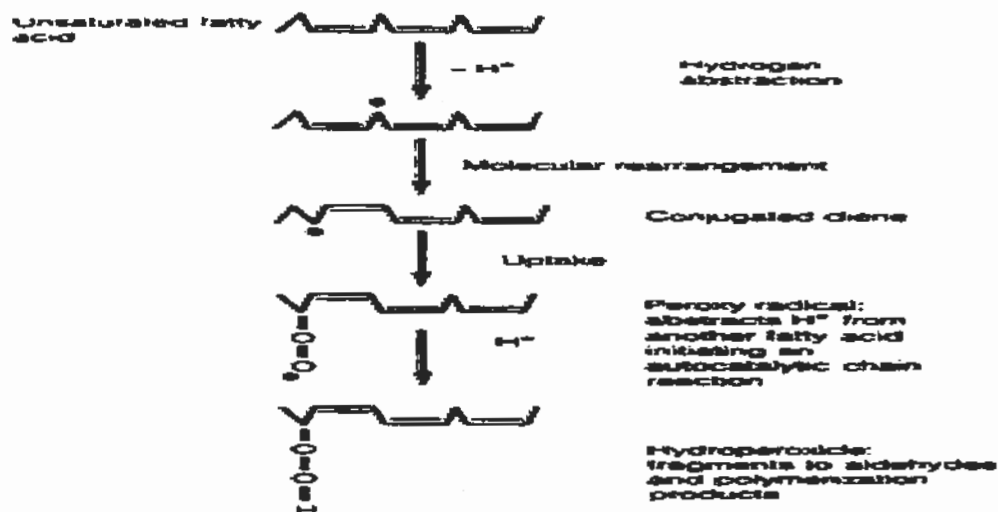 Unsaturated fatty
acid
– H•
Hydrogen
abstraction
Molecular rearrangement
Conjugated diene
Uptake
Peroxy radical:
abstracts H• from
another fatty acid
initiating an
autocatalytic chain
reaction
O
O
H•
Hydroperoxide:
fragments to aldehydes
and polymerization
products
O
O